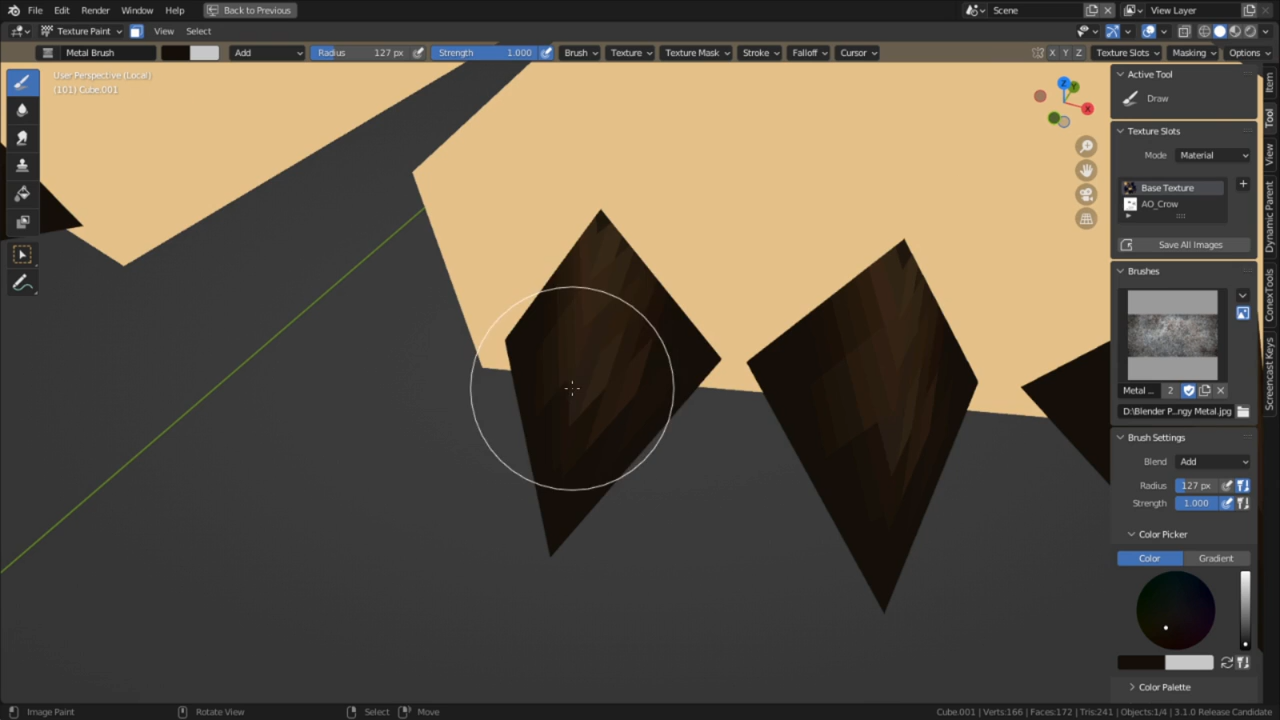 File Edit Render Window Help Back to Previous Scene View Layer
Texture Paint View Select
Metal Brush Add Radius 127 px Strength 1.000 Brush Texture Texture Mask Stroke Falloff Cursor X Y Z Texture Slots Masking Options
User Perspective (Local)
(101) Cube.001
Z
Y
X
Active Tool
Draw
Texture Slots
Mode Material
Base Texture
AO_Crow
Save All Images
Brushes
Metal ... 2
D:\Blender P...ngy Metal.jpg
Brush Settings
Blend Add
Radius 127 px
Strength 1.000
Color Picker
Color Gradient
Color Palette
Item
Tool
View
Dynamic Parent
ConexTools
Screencast Keys
Image Paint Rotate View Select Move Cube.001 | Verts:166 | Faces:172 | Tris:241 | Objects:1/4 | 3.1.0 Release Candidate